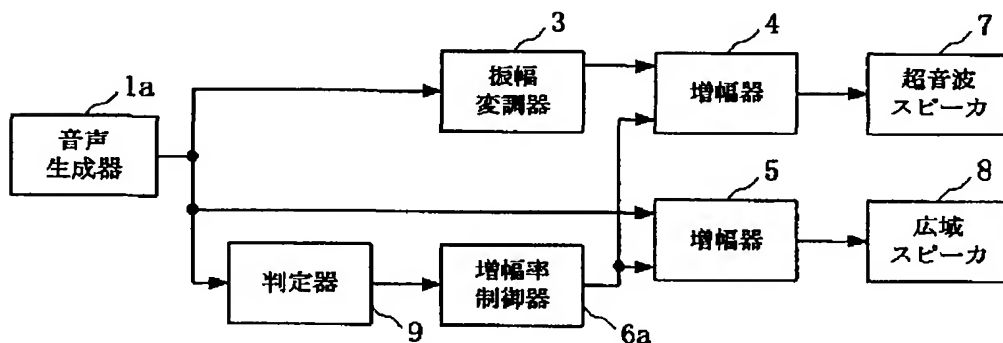 3
4
7
1a
振幅
変調器
増幅器
超音波
スピーカ
音声
生成器
5
8
増幅器
広域
スピーカ
判定器
増幅率
制御器
9
6a